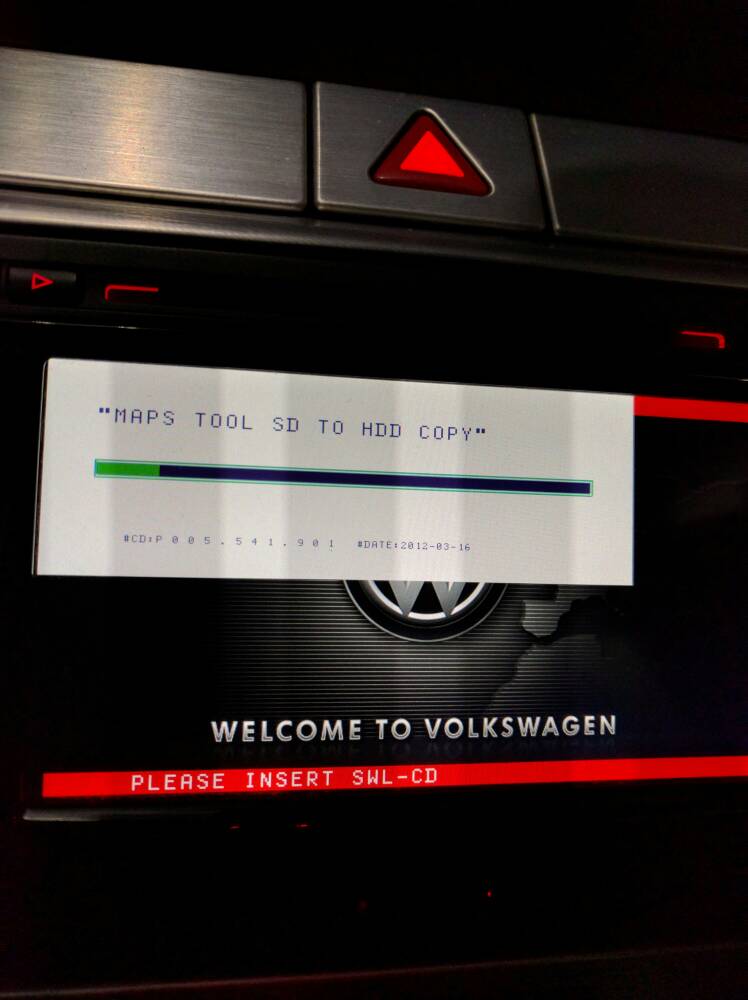 "MAPS TOOL SD TO HDD COPY"
#CD:P 0 0 5 . 5 4 1 . 9 0 1 #DATE:2012-03-16
WELCOME TO VOLKSWAGEN
PLEASE INSERT SWL-CD